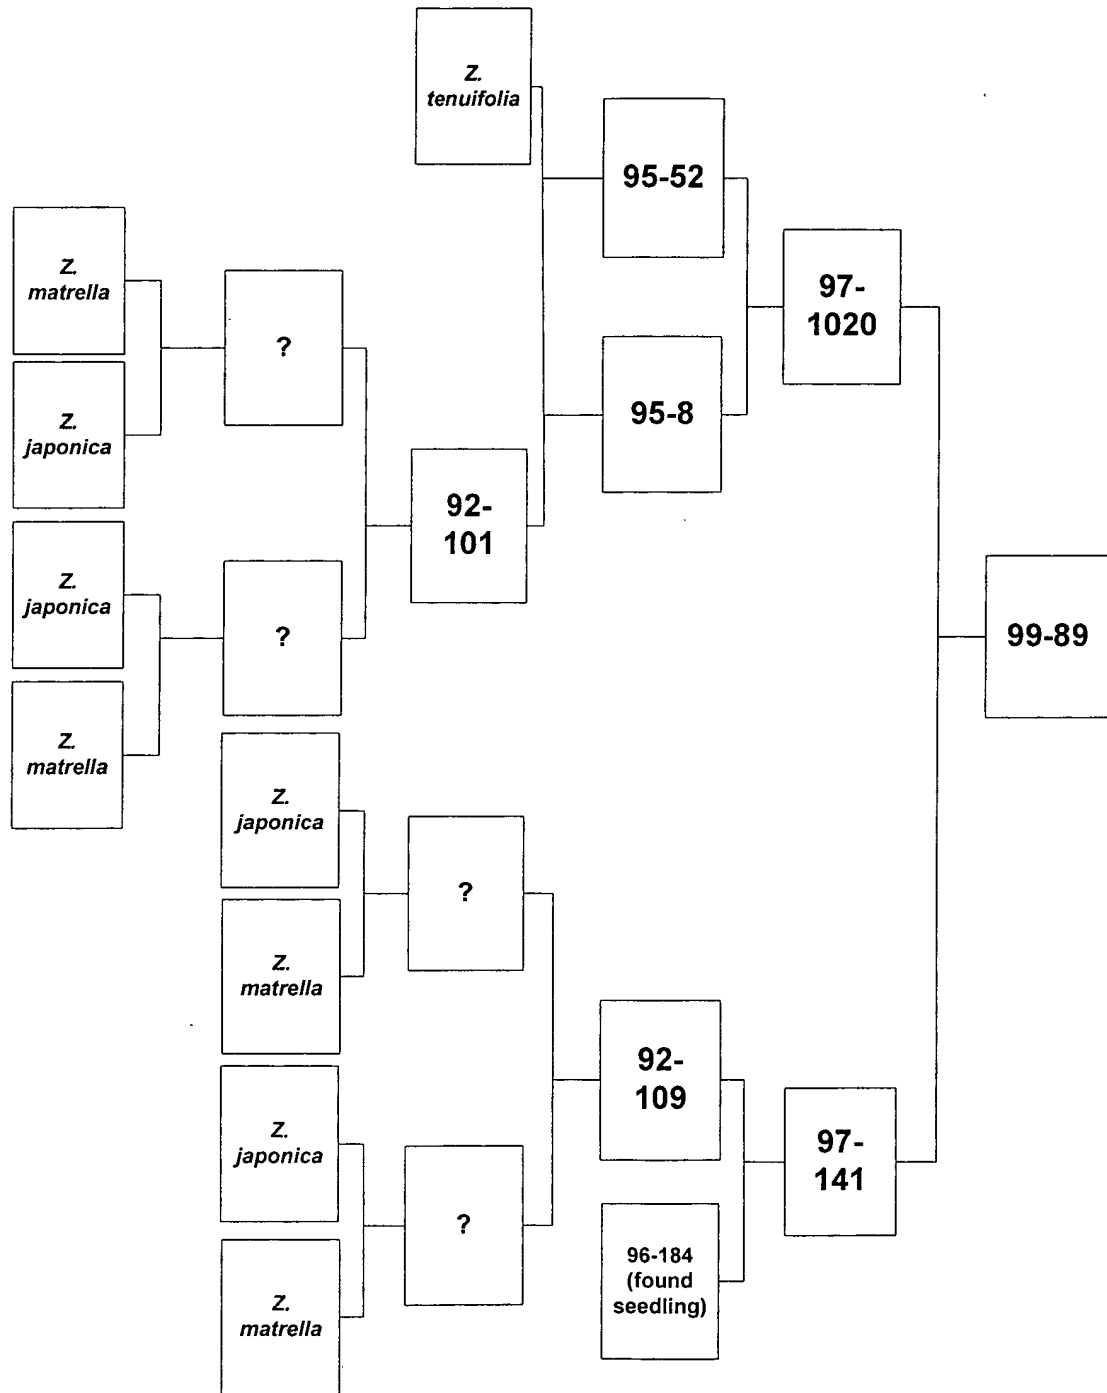 Z.
tenuifolia
95-52
Z.
matrella
97-
1020
?
Z.
japonica
95-8
92-
101
Z.
japonica
?
99-89
Z.
matrella
Z.
japonica
?
Z.
matrella
92-
109
Z.
japonica
97-
141
?
96-184
(found
seedling)
Z.
matrella